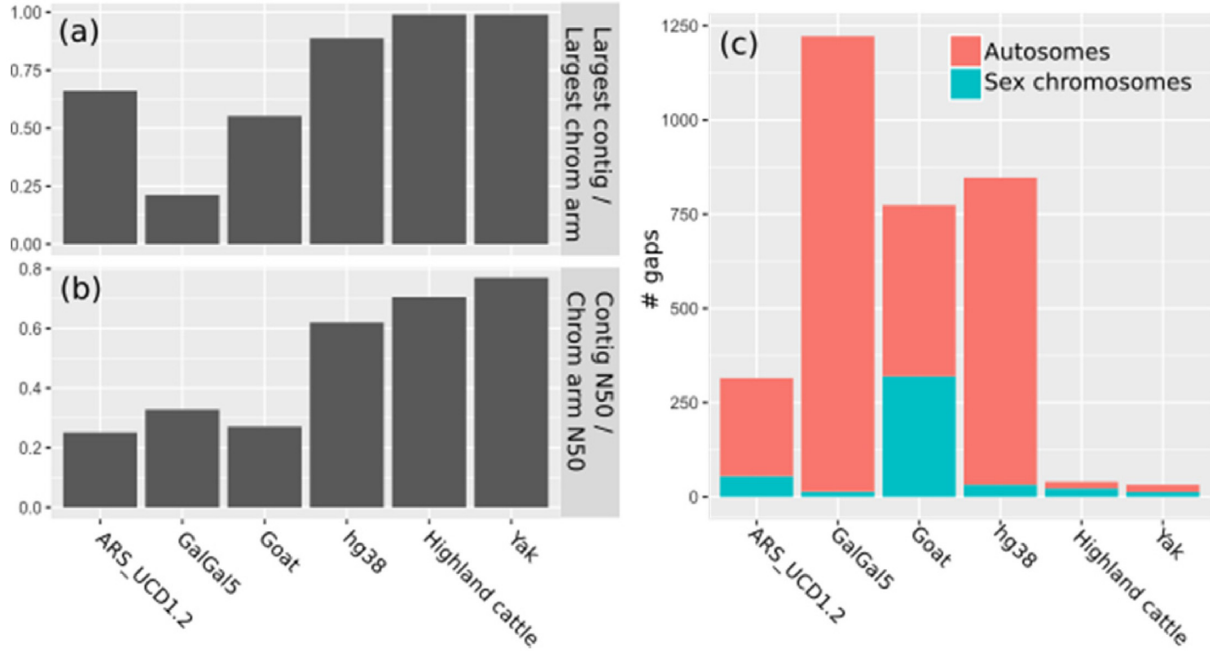 (a)
1.00
0.75
0.50
0.25
0.00
Largest contig /
Largest chrom arm
(b)
0.8
0.6
0.4
0.2
0.0
Contig N50 /
Chrom arm N50
ARS_UCD1.2
GalGal5
Goat
hg38
Highland cattle
Yak
(c)
Autosomes
Sex chromosomes
# gaps
1250
1000
750
500
250
0
ARS_UCD1.2
GalGal5
Goat
hg38
Highland cattle
Yak